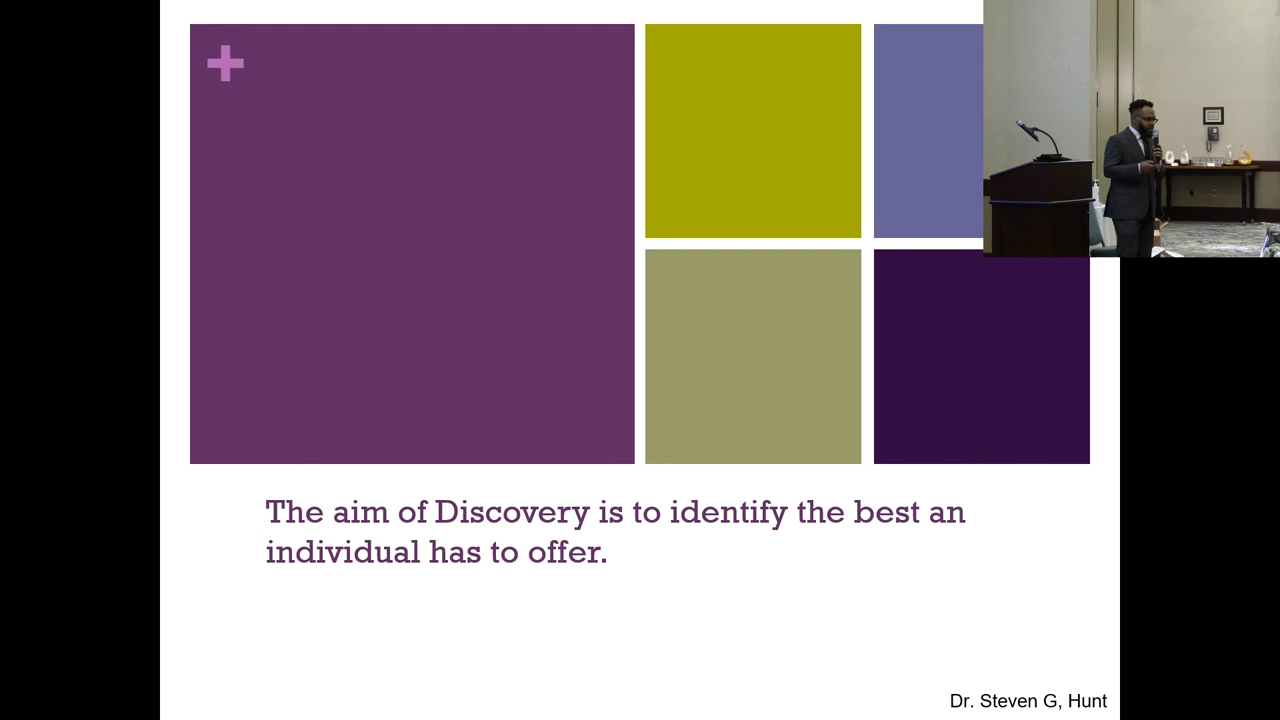 The aim of Discovery is to identify the best an
individual has to offer.
Dr. Steven G, Hunt